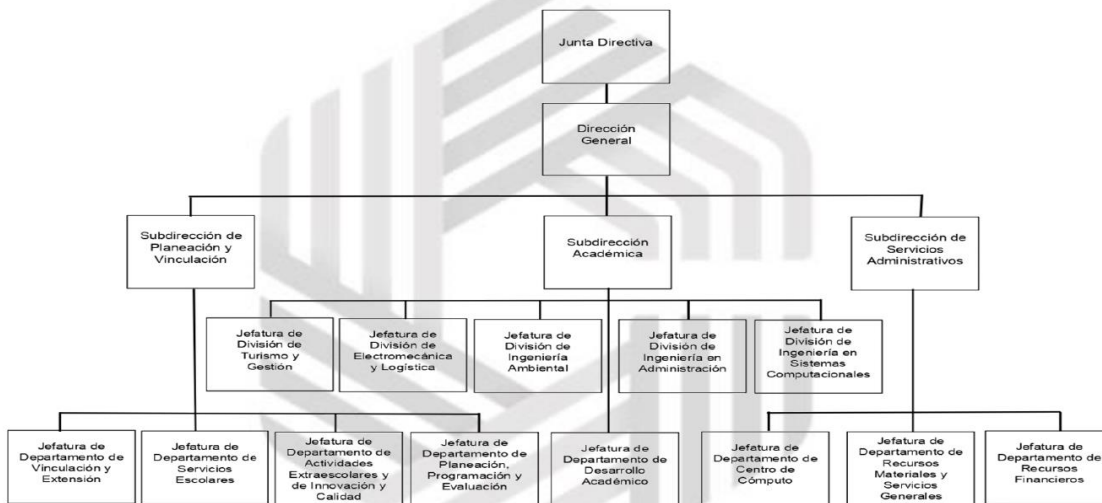 Junta Directiva
Dirección
General
Subdirección de
Planeación y
Vinculación
Subdirección
Académica
Subdirección de
Servicios
Administrativos
Jefatura de
División de
Turismo y
Gestión
Jefatura de
División de
Electromecánica
y Logística
Jefatura de
División de
Ingeniería
Ambiental
Jefatura de
División de
Ingeniería en
Administración
Jefatura de
División de
Ingeniería en
Sistemas
Computacionales
Jefatura de
Departamento de
Vinculación y
Extensión
Jefatura de
Departamento de
Servicios
Escolares
Jefatura de
Departamento de
Actividades
Extraescolares y
de Innovación y
Calidad
Jefatura de
Departamento de
Planeación,
Programación y
Evaluación
Jefatura de
Departamento de
Desarrollo
Académico
Jefatura de
Departamento de
Centro de
Cómputo
Jefatura de
Departamento de
Recursos
Materiales y
Servicios
Generales
Jefatura de
Departamento de
Recursos
Financieros